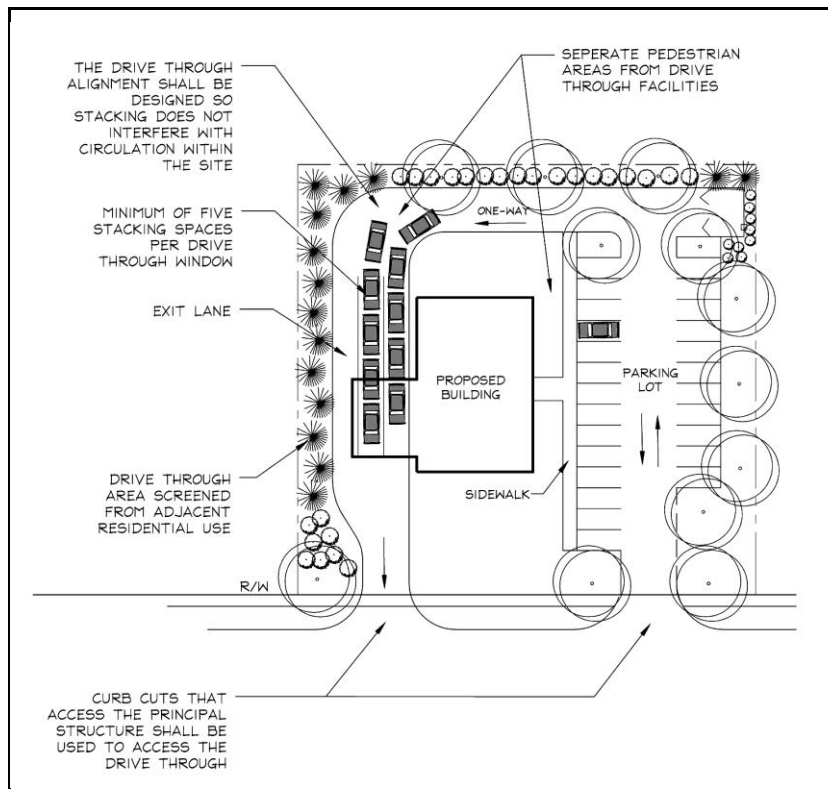 THE DRIVE THROUGH
ALIGNMENT SHALL BE
DESIGNED SO
STACKING DOES NOT
INTERFERE WITH
CIRCULATION WITHIN
THE SITE
SEPERATE PEDESTRIAN
AREAS FROM DRIVE
THROUGH FACILITIES
MINIMUM OF FIVE
STACKING SPACES
PER DRIVE
THROUGH WINDOW
ONE-WAY
EXIT LANE
PROPOSED
BUILDING
PARKING
LOT
DRIVE THROUGH
AREA SCREENED
FROM ADJACENT
RESIDENTIAL USE
SIDEWALK
R/W
CURB CUTS THAT
ACCESS THE PRINCIPAL
STRUCTURE SHALL BE
USED TO ACCESS THE
DRIVE THROUGH